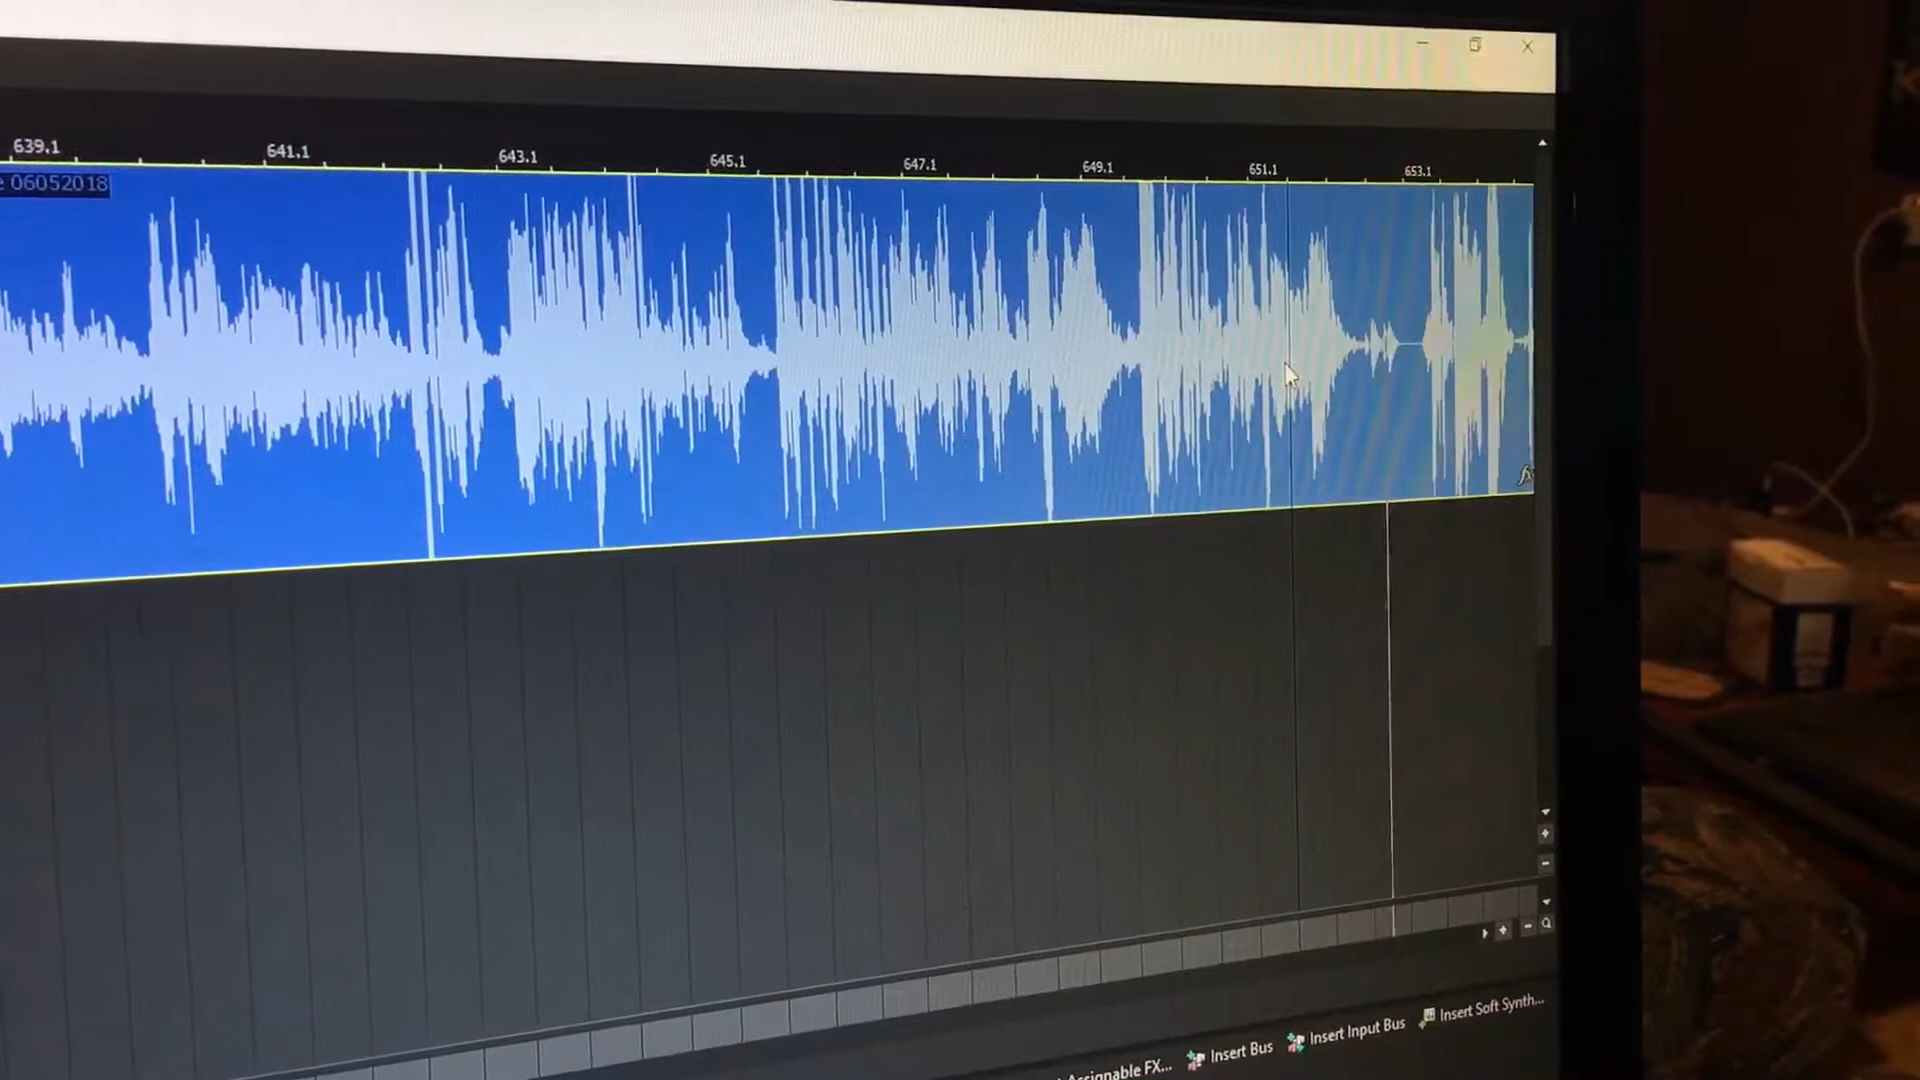 639.1 641.1 643.1 645.1 647.1 649.1 651.1 653.1
06052018
Assignable FX... Insert Bus Insert Input Bus Insert Soft Synth...